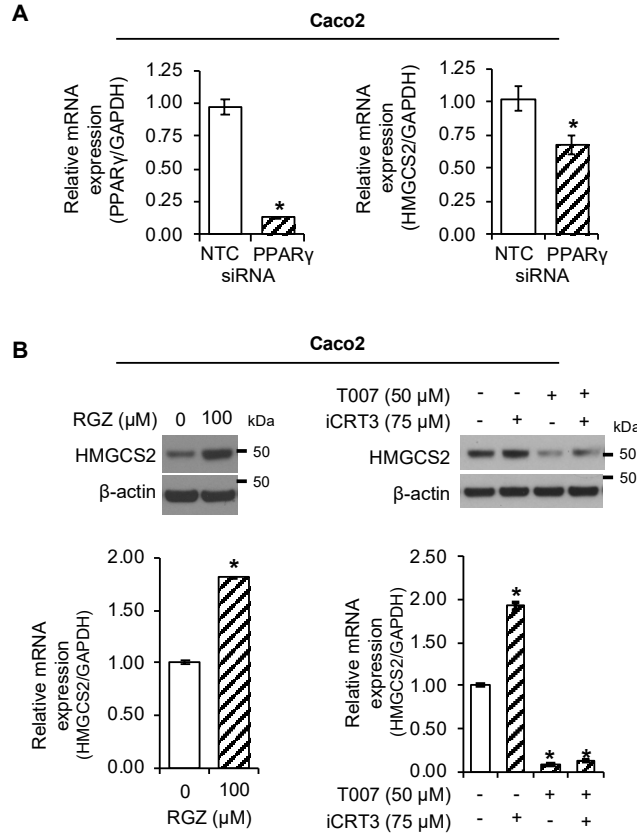 A
Caco2
Relative mRNA
expression
(PPARγ/GAPDH)
1.25
1.00
0.75
0.50
0.25
0.00
*
NTC PPARγ
siRNA
Relative mRNA
expression
(HMGCS2/GAPDH)
1.25
1.00
0.75
0.50
0.25
0.00
*
NTC PPARγ
siRNA
B
Caco2
RGZ (µM) 0 100 kDa
HMGCS2 50
β-actin 50
T007 (50 µM) - - + +
iCRT3 (75 µM) - + - + kDa
HMGCS2 50
β-actin 50
Relative mRNA
expression
(HMGCS2/GAPDH)
2.00
1.50
1.00
0.50
0.00
*
0 100
RGZ (µM)
Relative mRNA
expression
(HMGCS2/GAPDH)
2.50
2.00
1.50
1.00
0.50
0.00
*
* *
T007 (50 µM) - - + +
iCRT3 (75 µM) - + - +